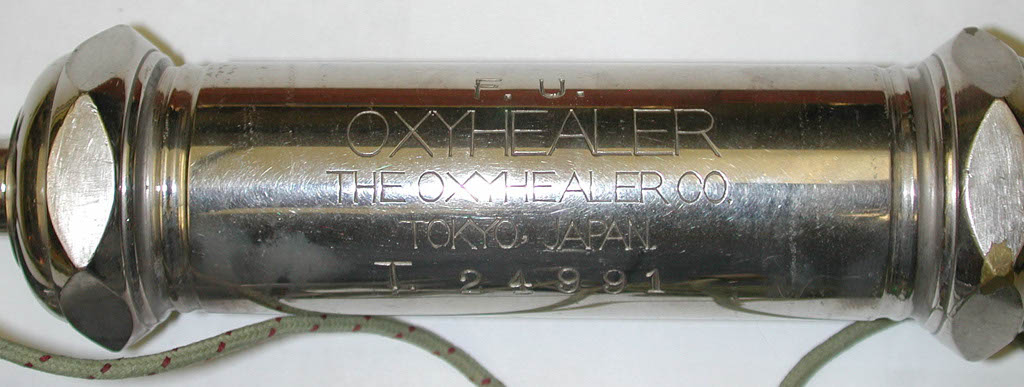 F. U.
OXYHEALER
THE OXYHEALER CO.
TOKYO, JAPAN.
T. 24991